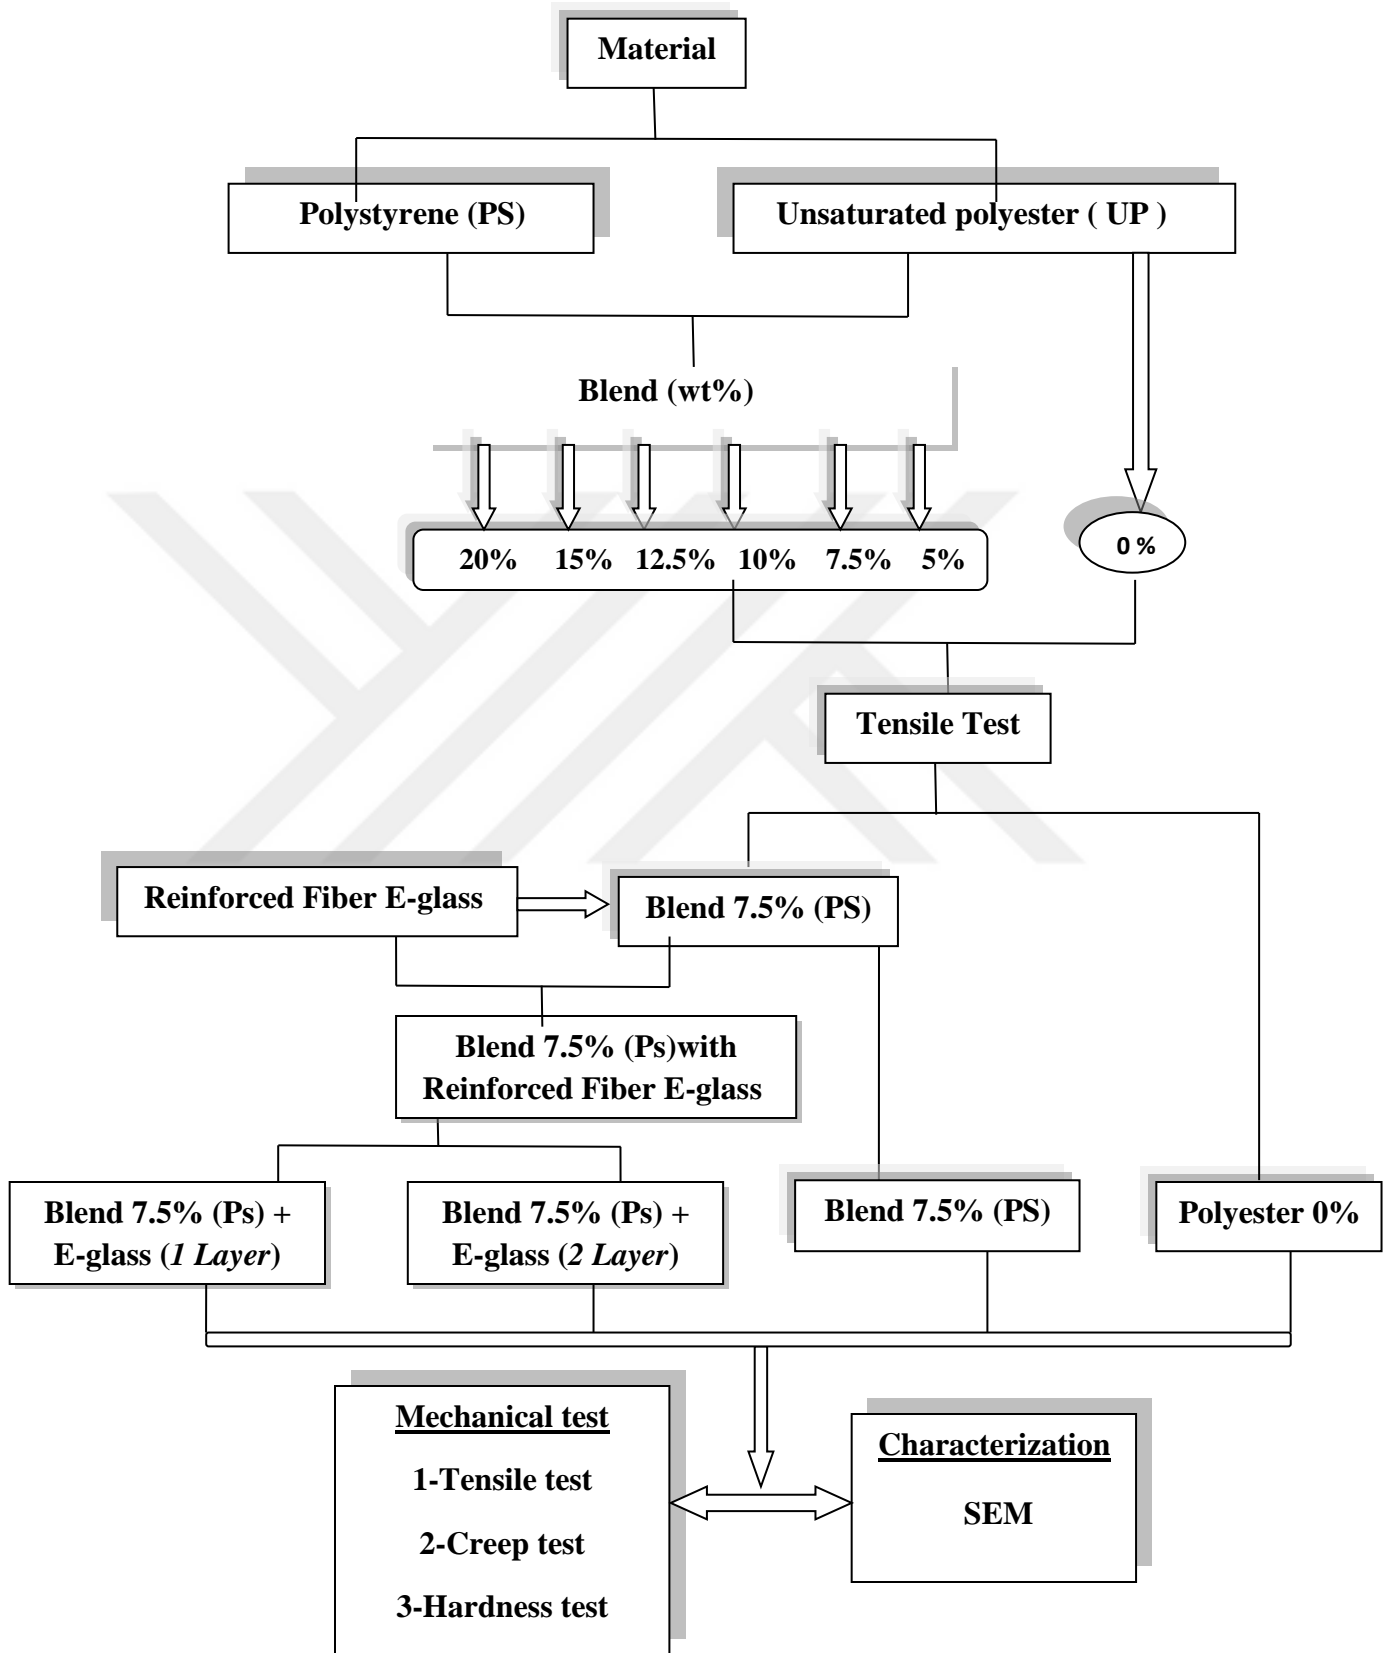 Material
Polystyrene (PS)
Unsaturated polyester ( UP )
Blend (wt%)
20% 15% 12.5% 10% 7.5% 5%
0 %
Tensile Test
Reinforced Fiber E-glass
Blend 7.5% (PS)
Blend 7.5% (Ps)with
Reinforced Fiber E-glass
Blend 7.5% (Ps) +
E-glass (1 Layer)
Blend 7.5% (Ps) +
E-glass (2 Layer)
Blend 7.5% (PS)
Polyester 0%
Mechanical test
1-Tensile test
2-Creep test
3-Hardness test
Characterization
SEM